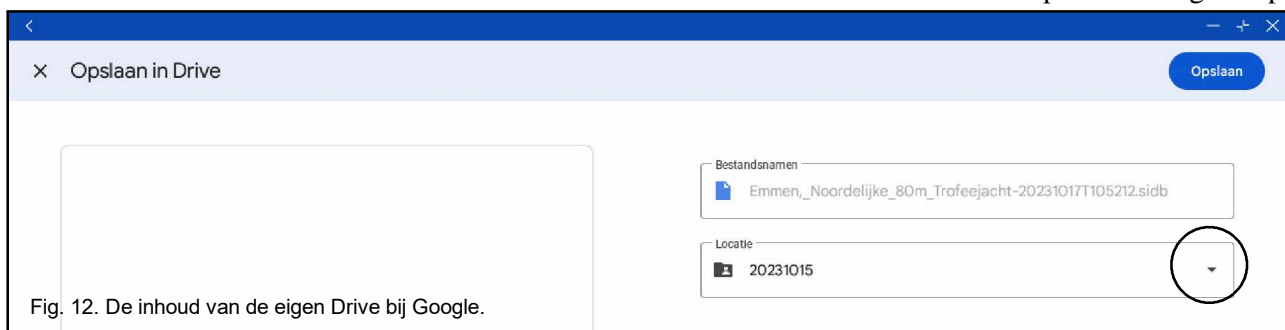 Opslaan in Drive
Opslaan
Bestandsnamen
Emmen,_Noordelijke_80m_Trofeejacht-20231017T105212.sidb
Locatie
20231015
Fig. 12. De inhoud van de eigen Drive bij Google.